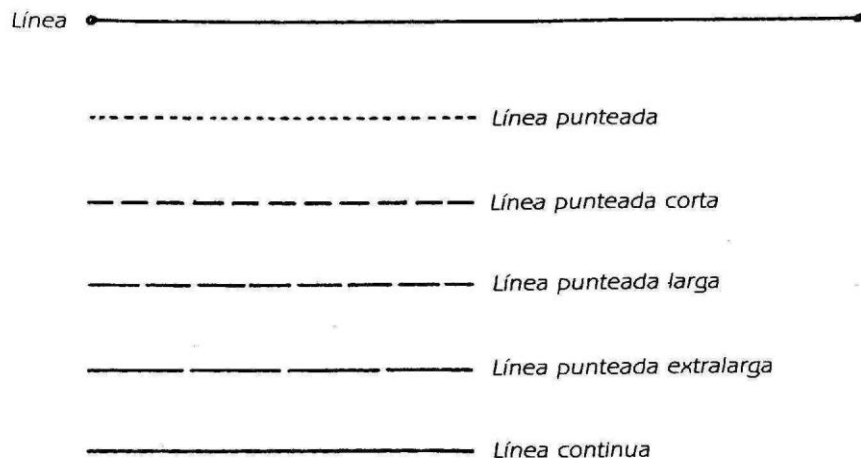 Línea
Línea punteada
Línea punteada corta
Línea punteada larga
Línea punteada extralarga
Línea continua